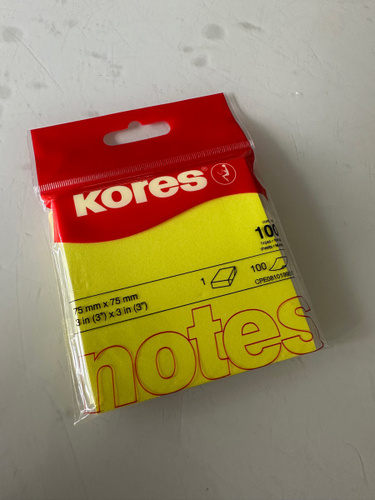 Kores®
100
75 mm x 75 mm
3 in (3") x 3 in (3")
1
100
notes